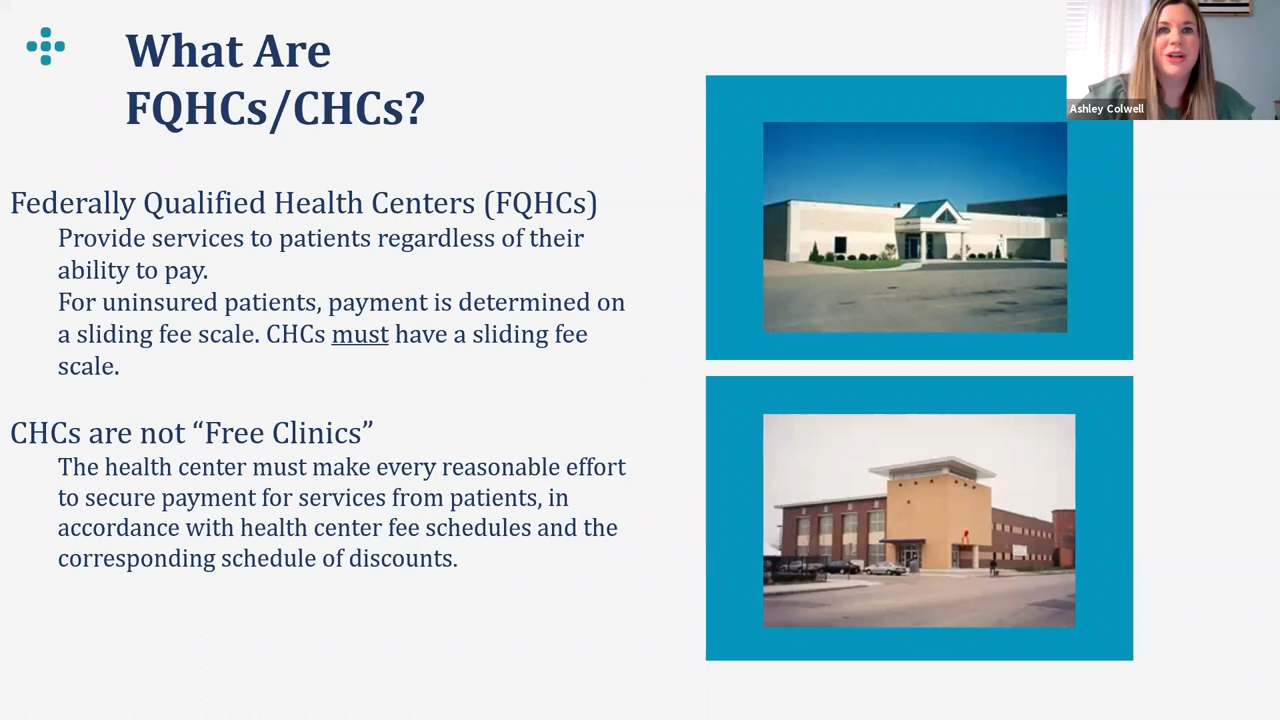 What Are
FQHCs/CHCs?
Ashley Colwell
Federally Qualified Health Centers (FQHCs)
Provide services to patients regardless of their
ability to pay.
For uninsured patients, payment is determined on
a sliding fee scale. CHCs must have a sliding fee
scale.
CHCs are not “Free Clinics”
The health center must make every reasonable effort
to secure payment for services from patients, in
accordance with health center fee schedules and the
corresponding schedule of discounts.